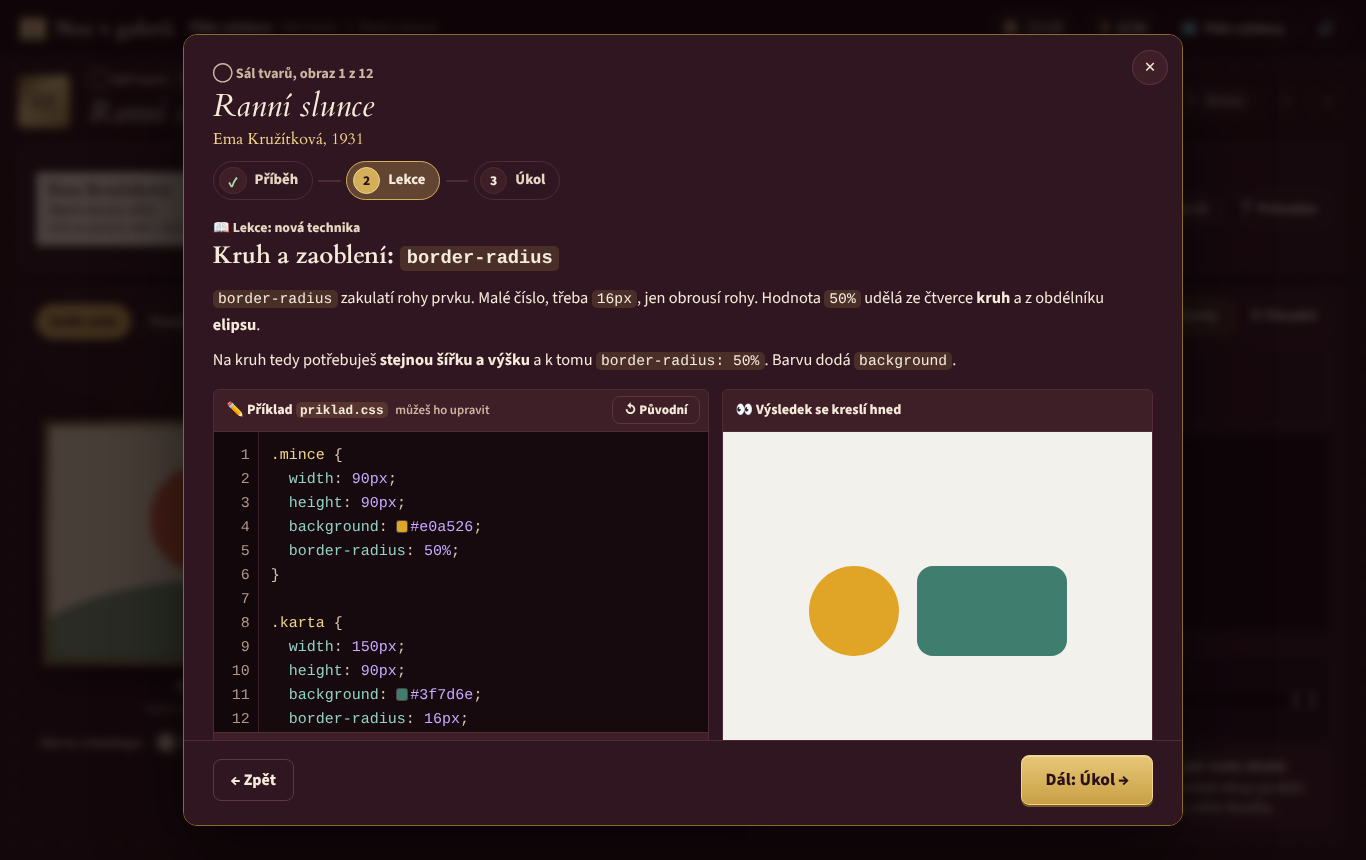 Sál tvarů, obraz 1 z 12
Ranní slunce
Ema Kružítková, 1931
✓ Příběh
2 Lekce
3 Úkol
📖 Lekce: nová technika
Kruh a zaoblení: border-radius
border-radius zakulatí rohy prvku. Malé číslo, třeba 16px, jen obrousí rohy. Hodnota 50% udělá ze čtverce kruh a z obdélníku
elipsu.
Na kruh tedy potřebuješ stejnou šířku a výšku a k tomu border-radius: 50%. Barvu dodá background.
✏️ Příklad priklad.css můžeš ho upravit
↺ Původní
👀 Výsledek se kreslí hned
1 .mince {
2 width: 90px;
3 height: 90px;
4 background: #e0a526;
5 border-radius: 50%;
6 }
7
8 .karta {
9 width: 150px;
10 height: 90px;
11 background: #3f7d6e;
12 border-radius: 16px;
← Zpět
Dál: Úkol →